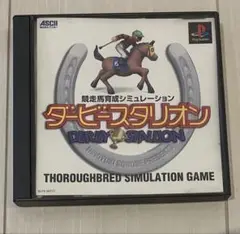 ASCII
PlayStation
競走馬育成シミュレーション
ダービースタリオン
DERBY STALLION
THOROUGHBRED SIMULATION GAME